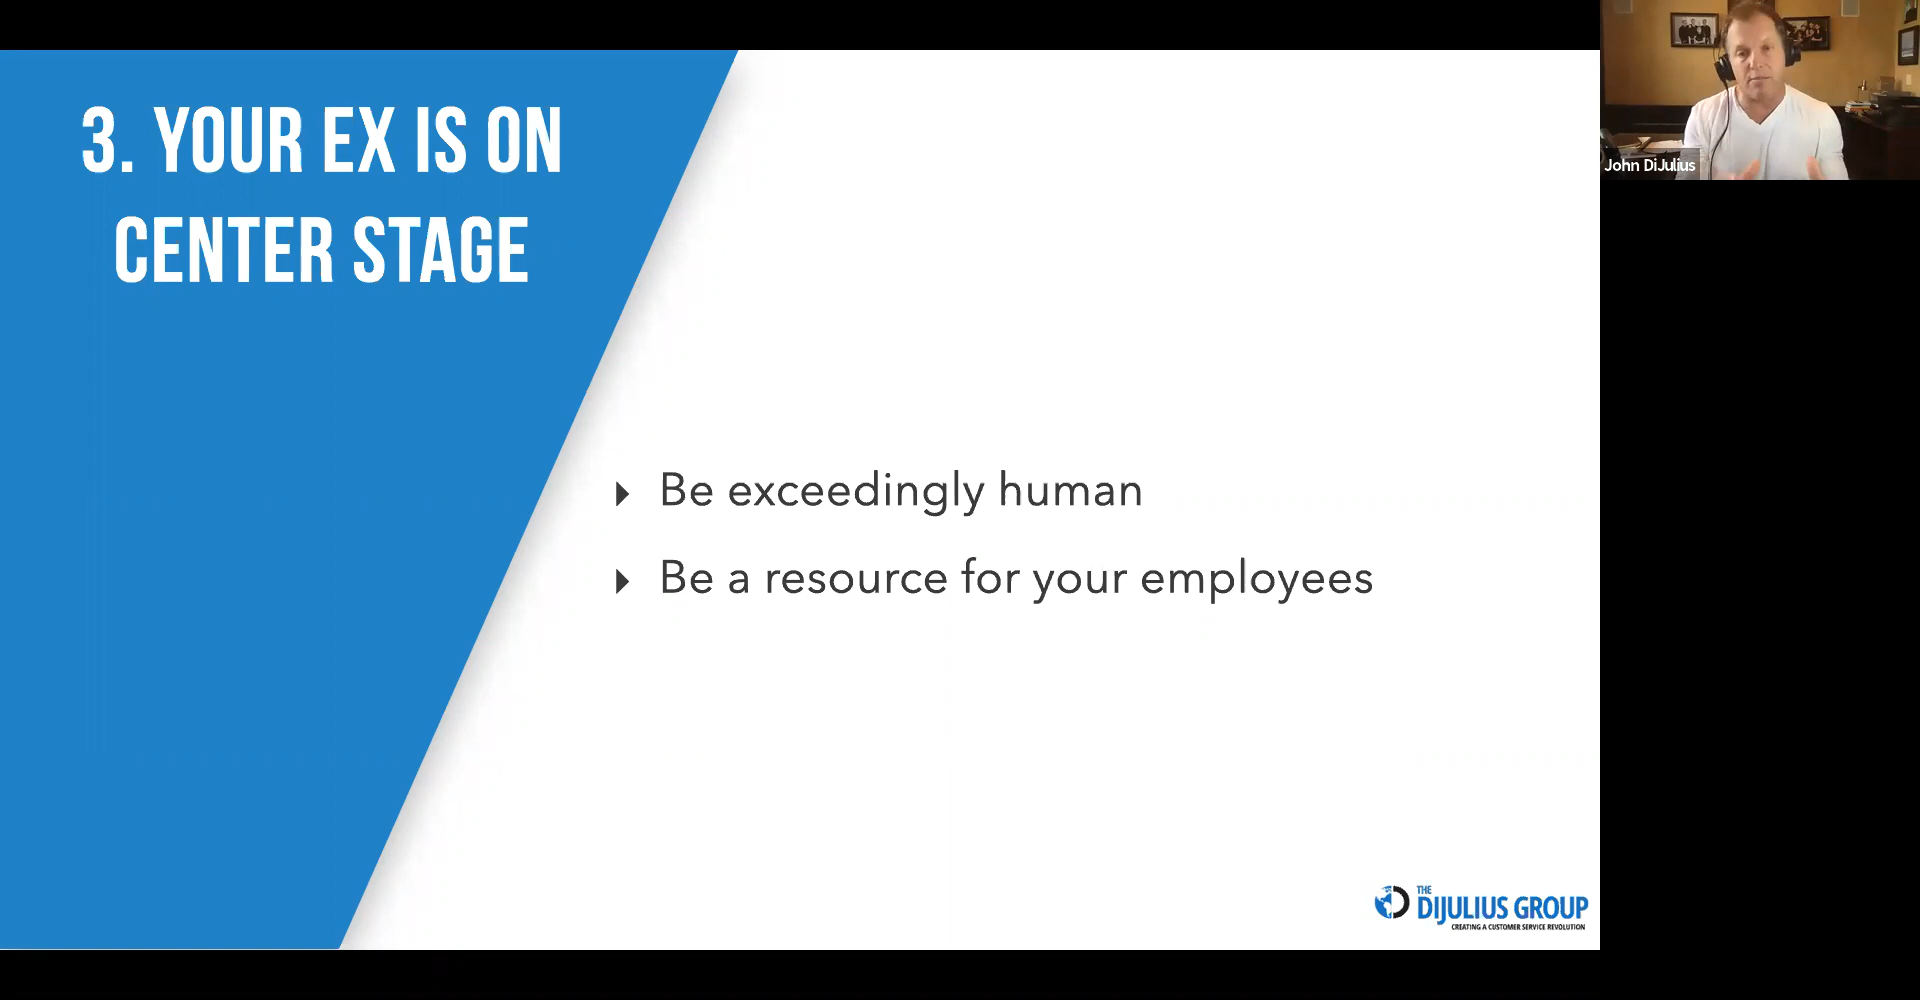 3. YOUR EX IS ON
CENTER STAGE
Be exceedingly human
Be a resource for your employees
THE
DIJULIUS GROUP
CREATING A CUSTOMER SERVICE REVOLUTION
John DiJulius